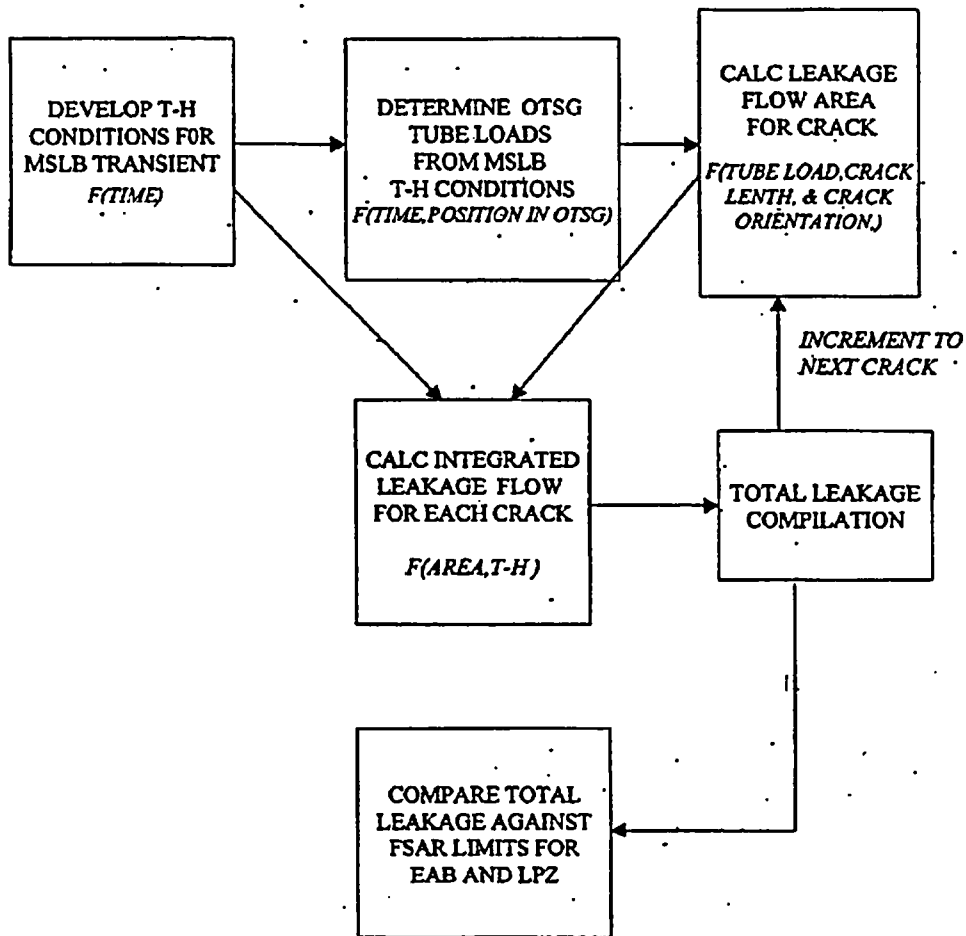 DEVELOP T-H
CONDITIONS FOR
MSLB TRANSIENT
F(TIME)
DETERMINE OTSG
TUBE LOADS
FROM MSLB
T-H CONDITIONS
F(TIME,POSITION IN OTSG)
CALC LEAKAGE
FLOW AREA
FOR CRACK
F(TUBE LOAD,CRACK
LENTH, & CRACK
ORIENTATION,)
INCREMENT TO
NEXT CRACK
CALC INTEGRATED
LEAKAGE FLOW
FOR EACH CRACK
F(AREA,T-H)
TOTAL LEAKAGE
COMPILATION
COMPARE TOTAL
LEAKAGE AGAINST
FSAR LIMITS FOR
EAB AND LPZ